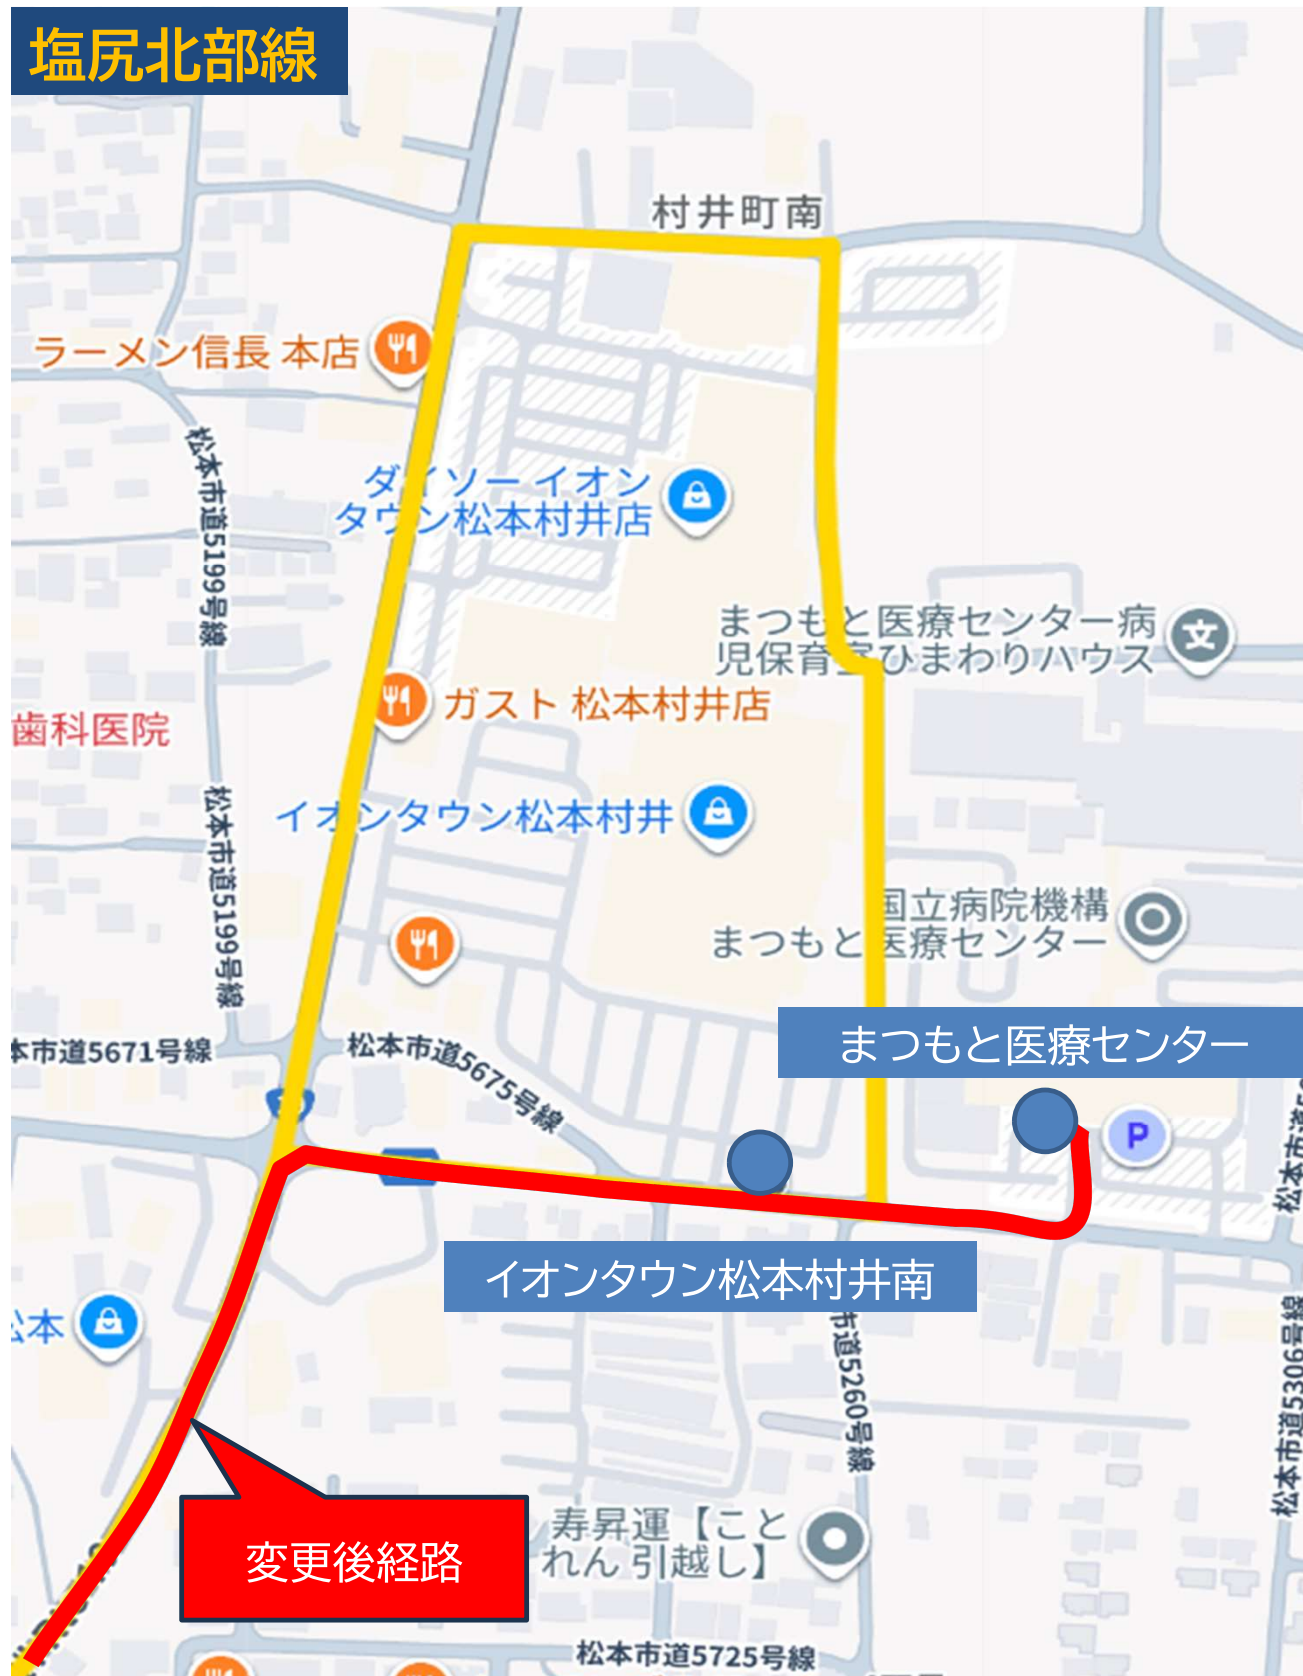 塩尻北部線
村井町南
ラーメン信長 本店
松本市道5199号線
ダイソー イオン
タウン松本村井店
まつもと医療センター病
児保育室ひまわりハウス
ガスト 松本村井店
歯科医院
イオンタウン松本村井
松本市道5199号線
国立病院機構
まつもと医療センター
まつもと医療センター
本市道5671号線
松本市道5675号線
P
イオンタウン松本村井南
松本
市道5260号線
松本市道5306号線
変更後経路
寿昇運【こと
れん 引越し】
松本市道5725号線